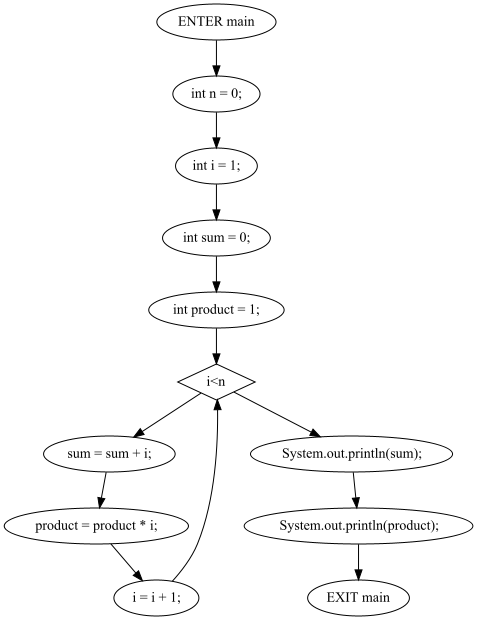 ENTER main
int n = 0;
int i = 1;
int sum = 0;
int product = 1;
i<n
sum = sum + i;
System.out.println(sum);
product = product * i;
System.out.println(product);
i = i + 1;
EXIT main